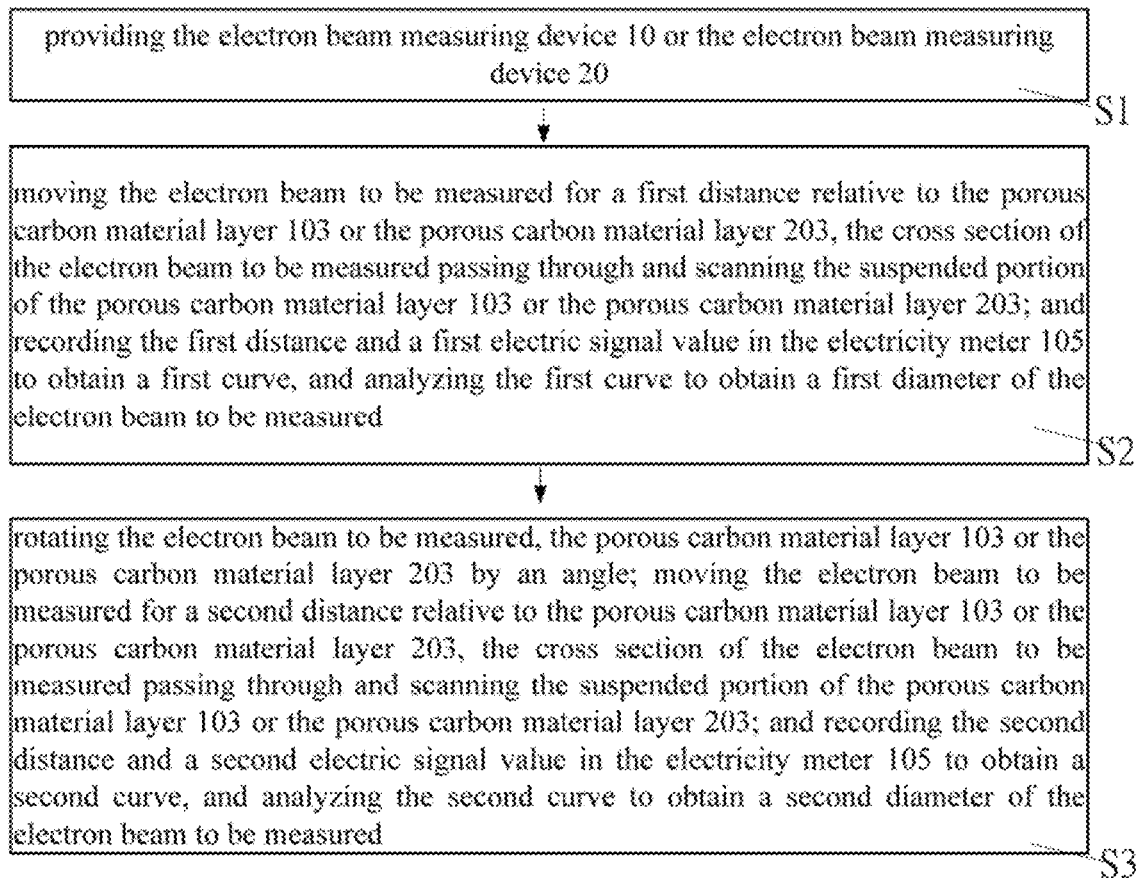 providing the electron beam measuring device 10 or the electron beam measuring
device 20
S1
moving the electron beam to be measured for a first distance relative to the porous
carbon material layer 103 or the porous carbon material layer 203, the cross section of
the electron beam to be measured passing through and scanning the suspended portion
of the porous carbon material layer 103 or the porous carbon material layer 203; and
recording the first distance and a first electric signal value in the electricity meter 105
to obtain a first curve, and analyzing the first curve to obtain a first diameter of the
electron beam to be measured
S2
rotating the electron beam to be measured, the porous carbon material layer 103 or the
porous carbon material layer 203 by an angle; moving the electron beam to be
measured for a second distance relative to the porous carbon material layer 103 or the
porous carbon material layer 203, the cross section of the electron beam to be
measured passing through and scanning the suspended portion of the porous carbon
material layer 103 or the porous carbon material layer 203; and recording the second
distance and a second electric signal value in the electricity meter 105 to obtain a
second curve, and analyzing the second curve to obtain a second diameter of the
electron beam to be measured
S3